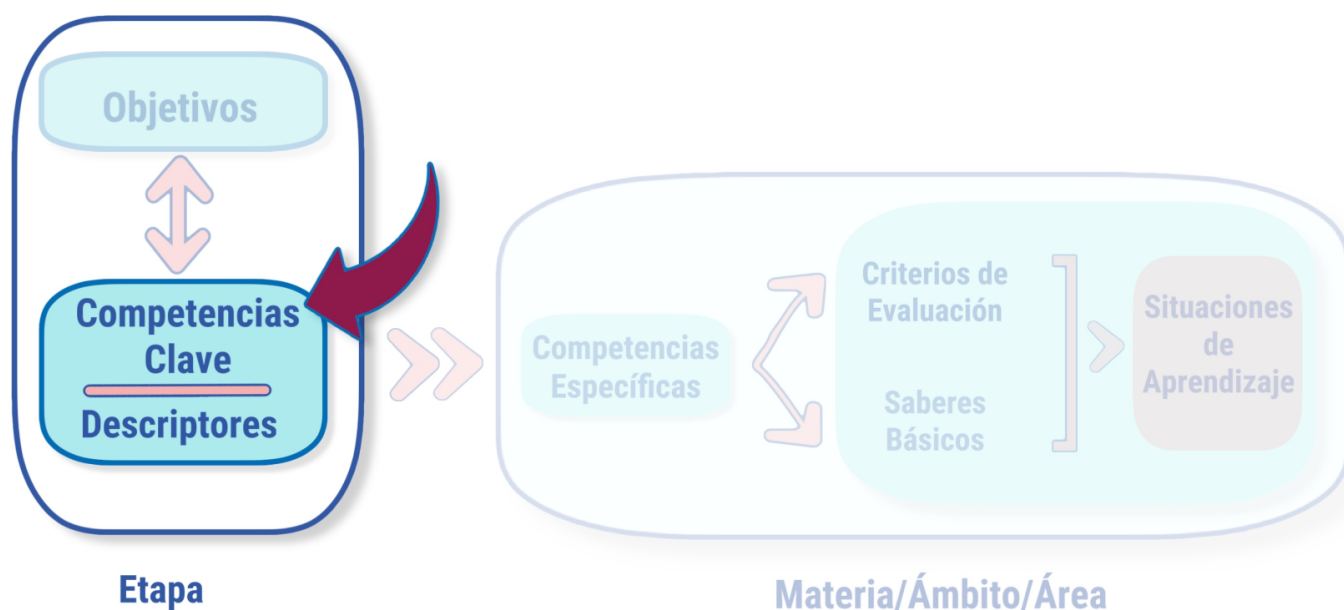 Objetivos
Competencias
Clave
Descriptores
Etapa
Competencias
Específicas
Criterios de
Evaluación
Saberes
Básicos
Situaciones
de
Aprendizaje
Materia/Ámbito/Área